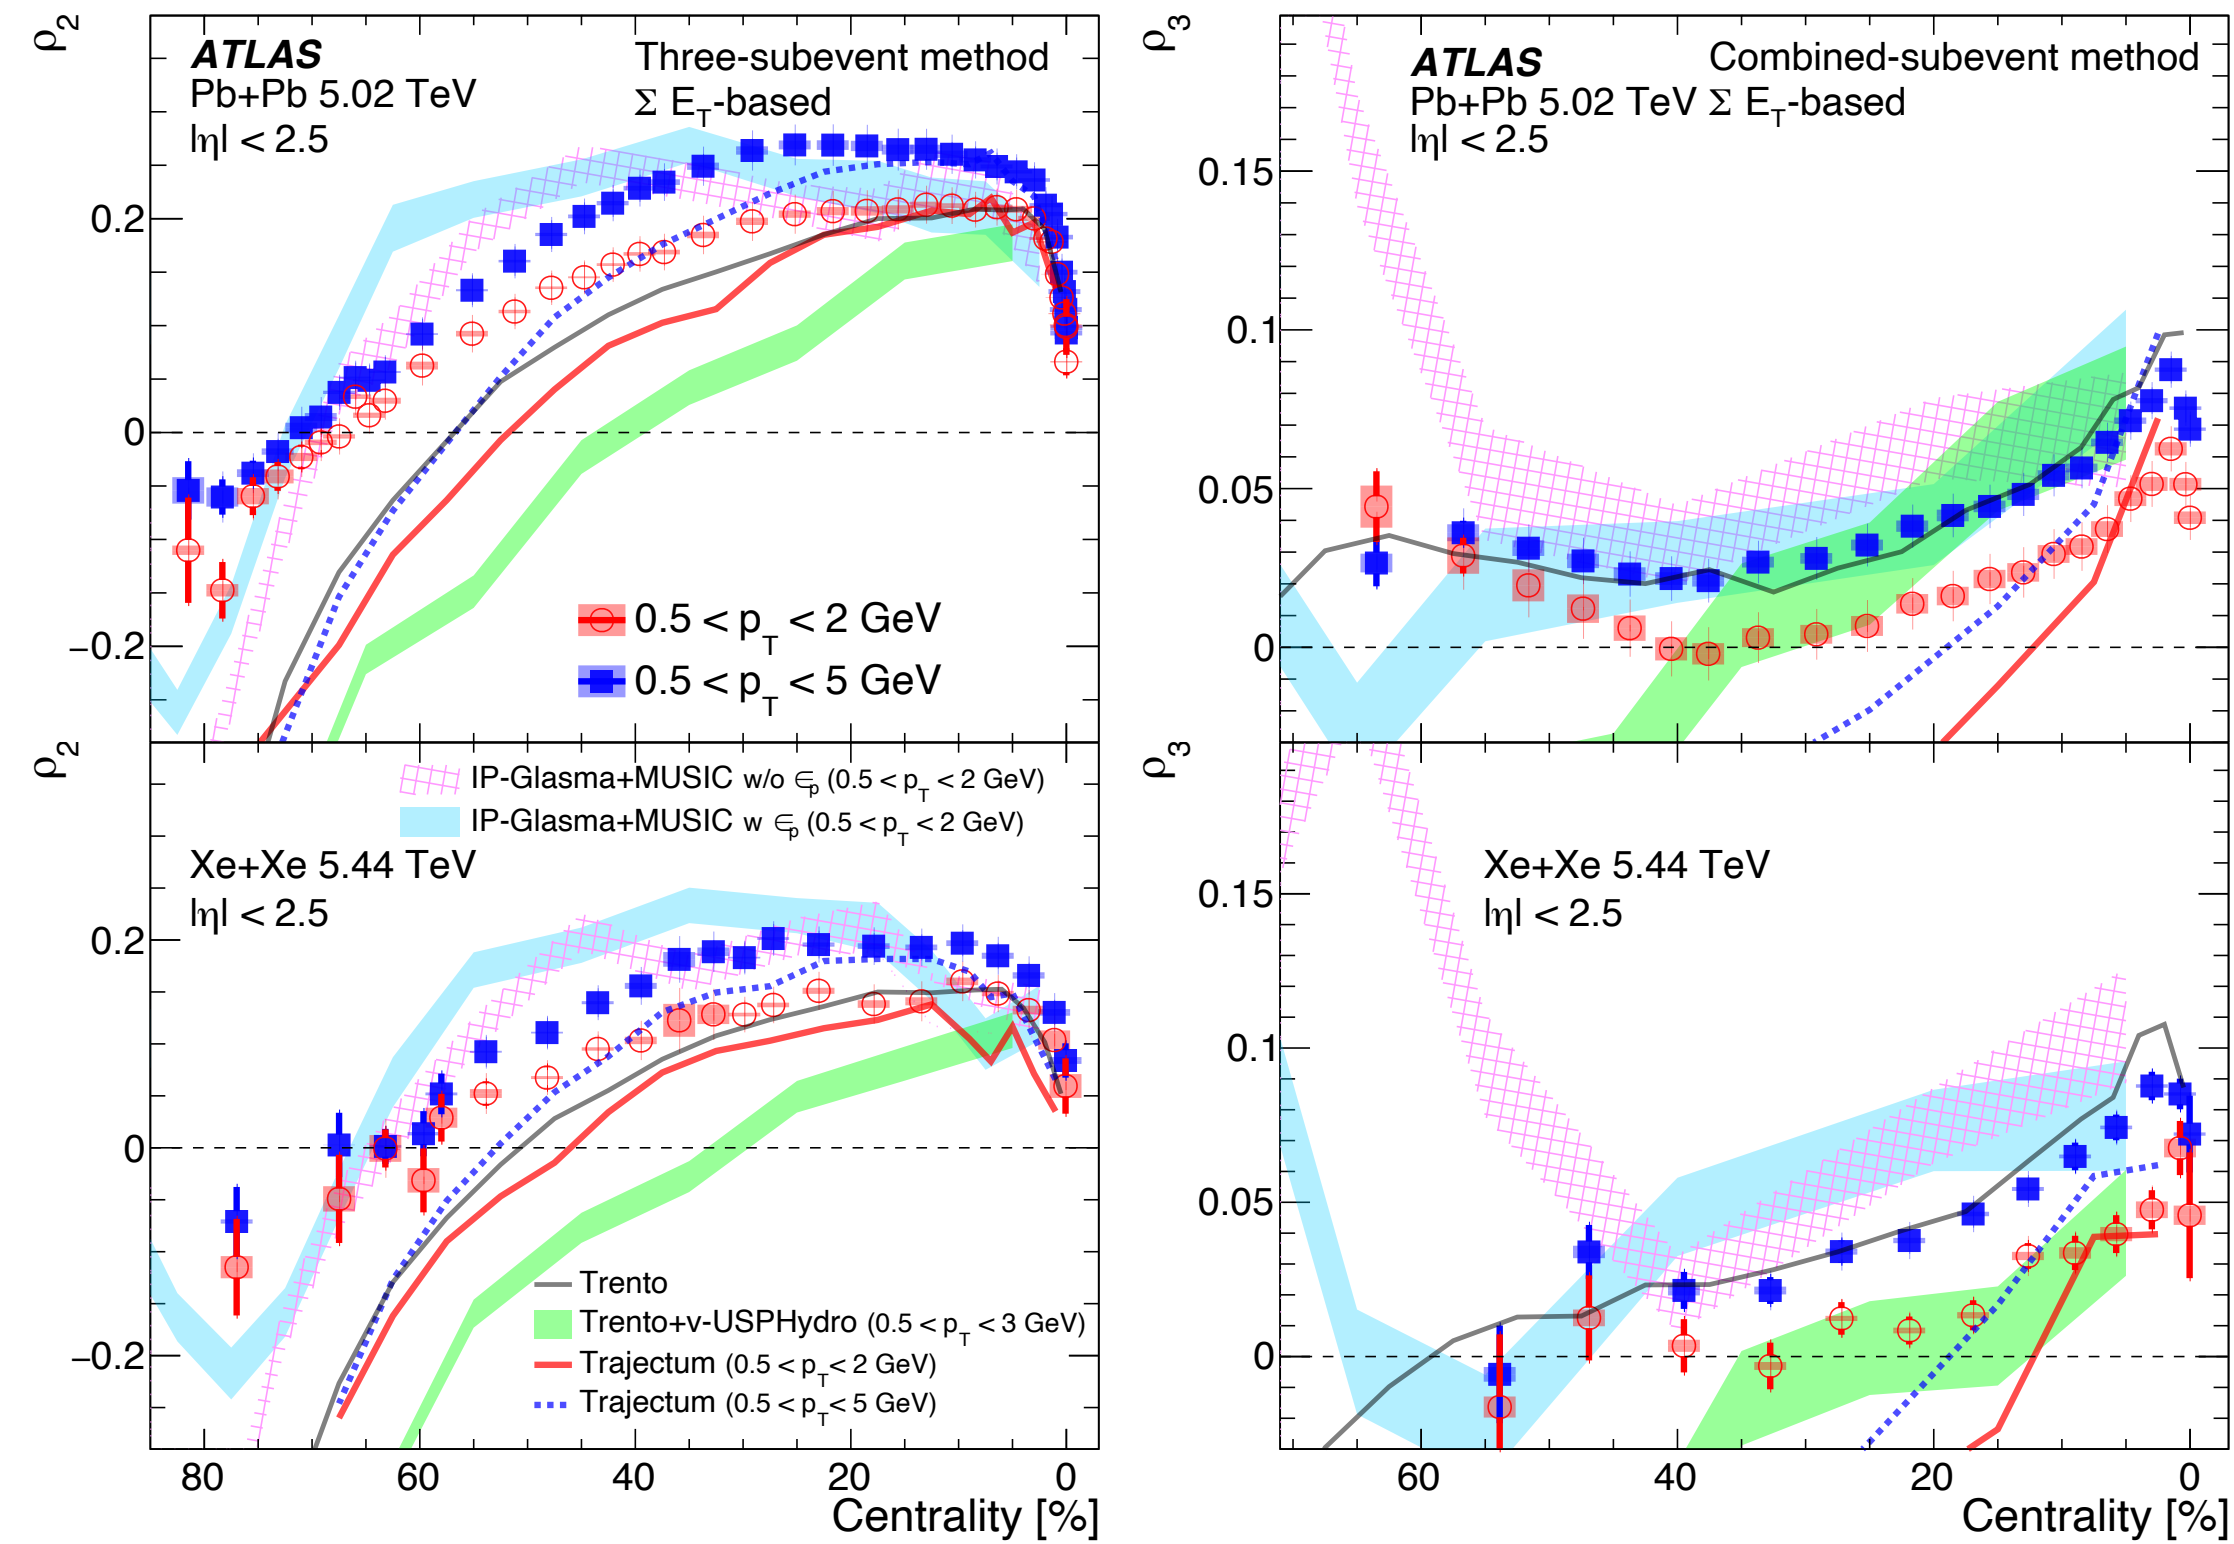 ρ2
ATLAS
Pb+Pb 5.02 TeV
|η| < 2.5
Three-subevent method
Σ ET-based
0.2
0
−0.2
0.5 < pT < 2 GeV
0.5 < pT < 5 GeV
ρ3
ATLAS Combined-subevent method
Pb+Pb 5.02 TeV Σ ET-based
|η| < 2.5
0.15
0.1
0.05
0
ρ2
IP-Glasma+MUSIC w/o ∈p (0.5 < pT < 2 GeV)
IP-Glasma+MUSIC w ∈p (0.5 < pT < 2 GeV)
Xe+Xe 5.44 TeV
|η| < 2.5
0.2
0
−0.2
Trento
Trento+v-USPHydro (0.5 < pT < 3 GeV)
Trajectum (0.5 < pT < 2 GeV)
Trajectum (0.5 < pT < 5 GeV)
80 60 40 20 0
Centrality [%]
ρ3
Xe+Xe 5.44 TeV
|η| < 2.5
0.15
0.1
0.05
0
60 40 20 0
Centrality [%]